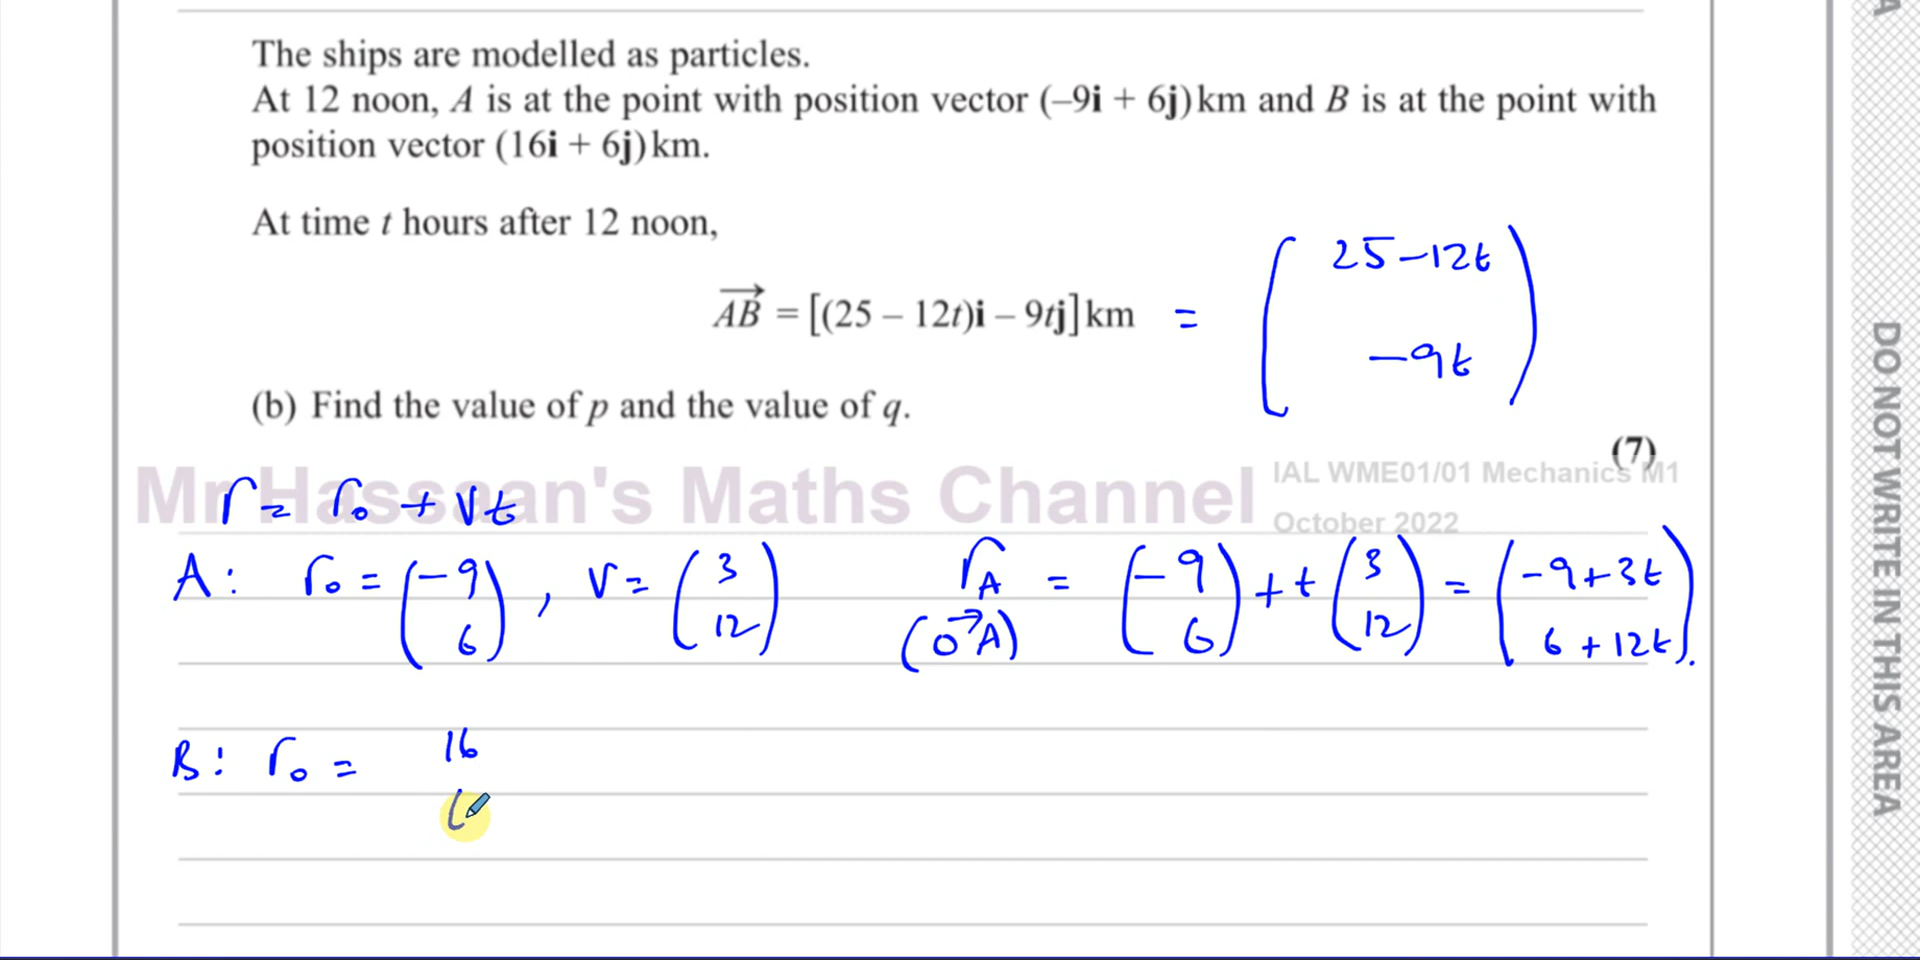 The ships are modelled as particles.
At 12 noon, A is at the point with position vector (–9i + 6j) km and B is at the point with
position vector (16i + 6j) km.
At time t hours after 12 noon,
AB→ = [(25 – 12t)i – 9tj] km = ( 25 – 12t
– 9t )
(b) Find the value of p and the value of q.
(7)
Mr Hassaan's Maths Channel
IAL WME01/01 Mechanics M1
October 2022
r = r₀ + vt
A: r₀ = (–9 6), v = (3 12) r_A = (–9 6) + t (3 12) = (–9+3t 6+12t).
(O→A)
B: r₀ = 16
A
DO NOT WRITE IN THIS AREA